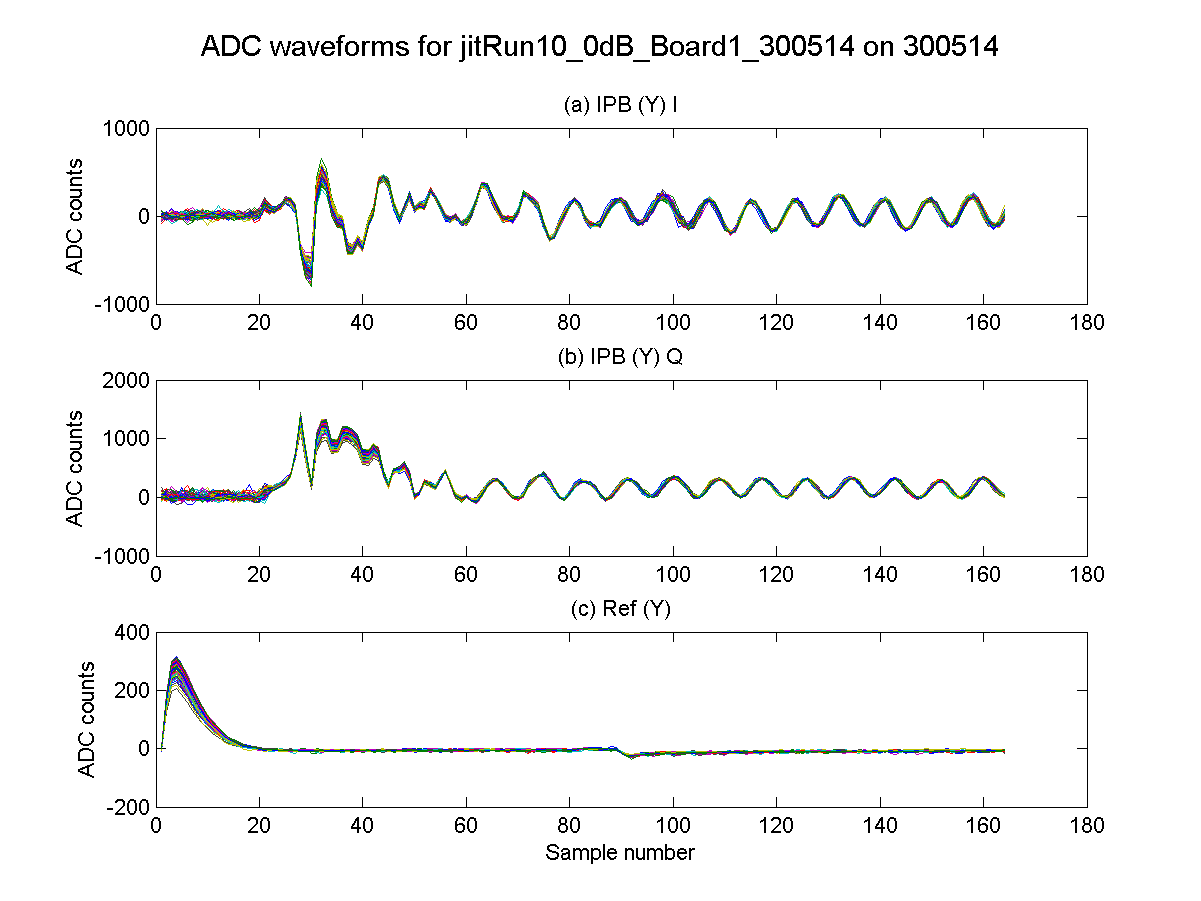 ADC waveforms for jitRun10_0dB_Board1_300514 on 300514
(a) IPB (Y) I
ADC counts
1000
0
-1000
0 20 40 60 80 100 120 140 160 180
(b) IPB (Y) Q
ADC counts
2000
1000
0
-1000
0 20 40 60 80 100 120 140 160 180
(c) Ref (Y)
ADC counts
400
200
0
-200
0 20 40 60 80 100 120 140 160 180
Sample number